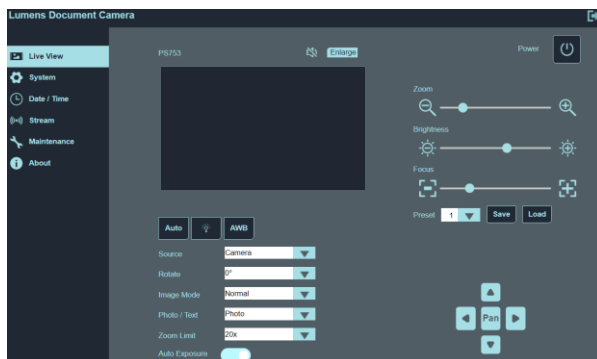 Lumens Document Camera
Live View
System
Date / Time
Stream
Maintenance
About
PS753
Enlarge
Power
Zoom
Brightness
Focus
Preset 1 Save Load
Auto AWB
Source Camera
Rotate 0°
Image Mode Normal
Photo / Text Photo
Zoom Limit 20x
Auto Exposure
Pan